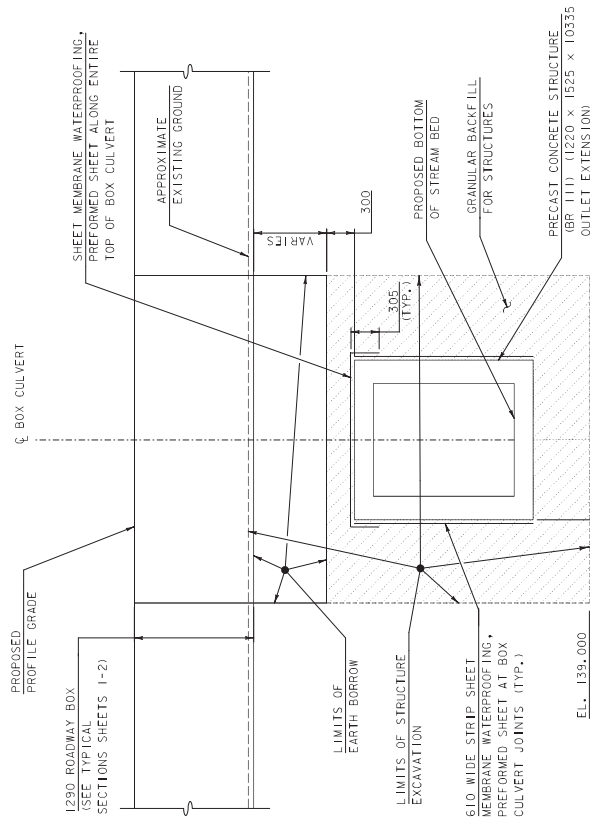 ℄ BOX CULVERT
PROPOSED
PROFILE GRADE
SHEET MEMBRANE WATERPROOFING,
PREFORMED SHEET ALONG ENTIRE
TOP OF BOX CULVERT
1290 ROADWAY BOX
(SEE TYPICAL
SECTIONS SHEETS 1-2)
APPROXIMATE
EXISTING GROUND
VARIES
300
LIMITS OF
EARTH BORROW
305
(TYP.)
PROPOSED BOTTOM
OF STREAM BED
LIMITS OF STRUCTURE
EXCAVATION
GRANULAR BACKFILL
FOR STRUCTURES
610 WIDE STRIP SHEET
MEMBRANE WATERPROOFING,
PREFORMED SHEET AT BOX
CULVERT JOINTS (TYP.)
PRECAST CONCRETE STRUCTURE
(BR III) (1220 x 1525 x 10335
OUTLET EXTENSION)
EL. 139.000